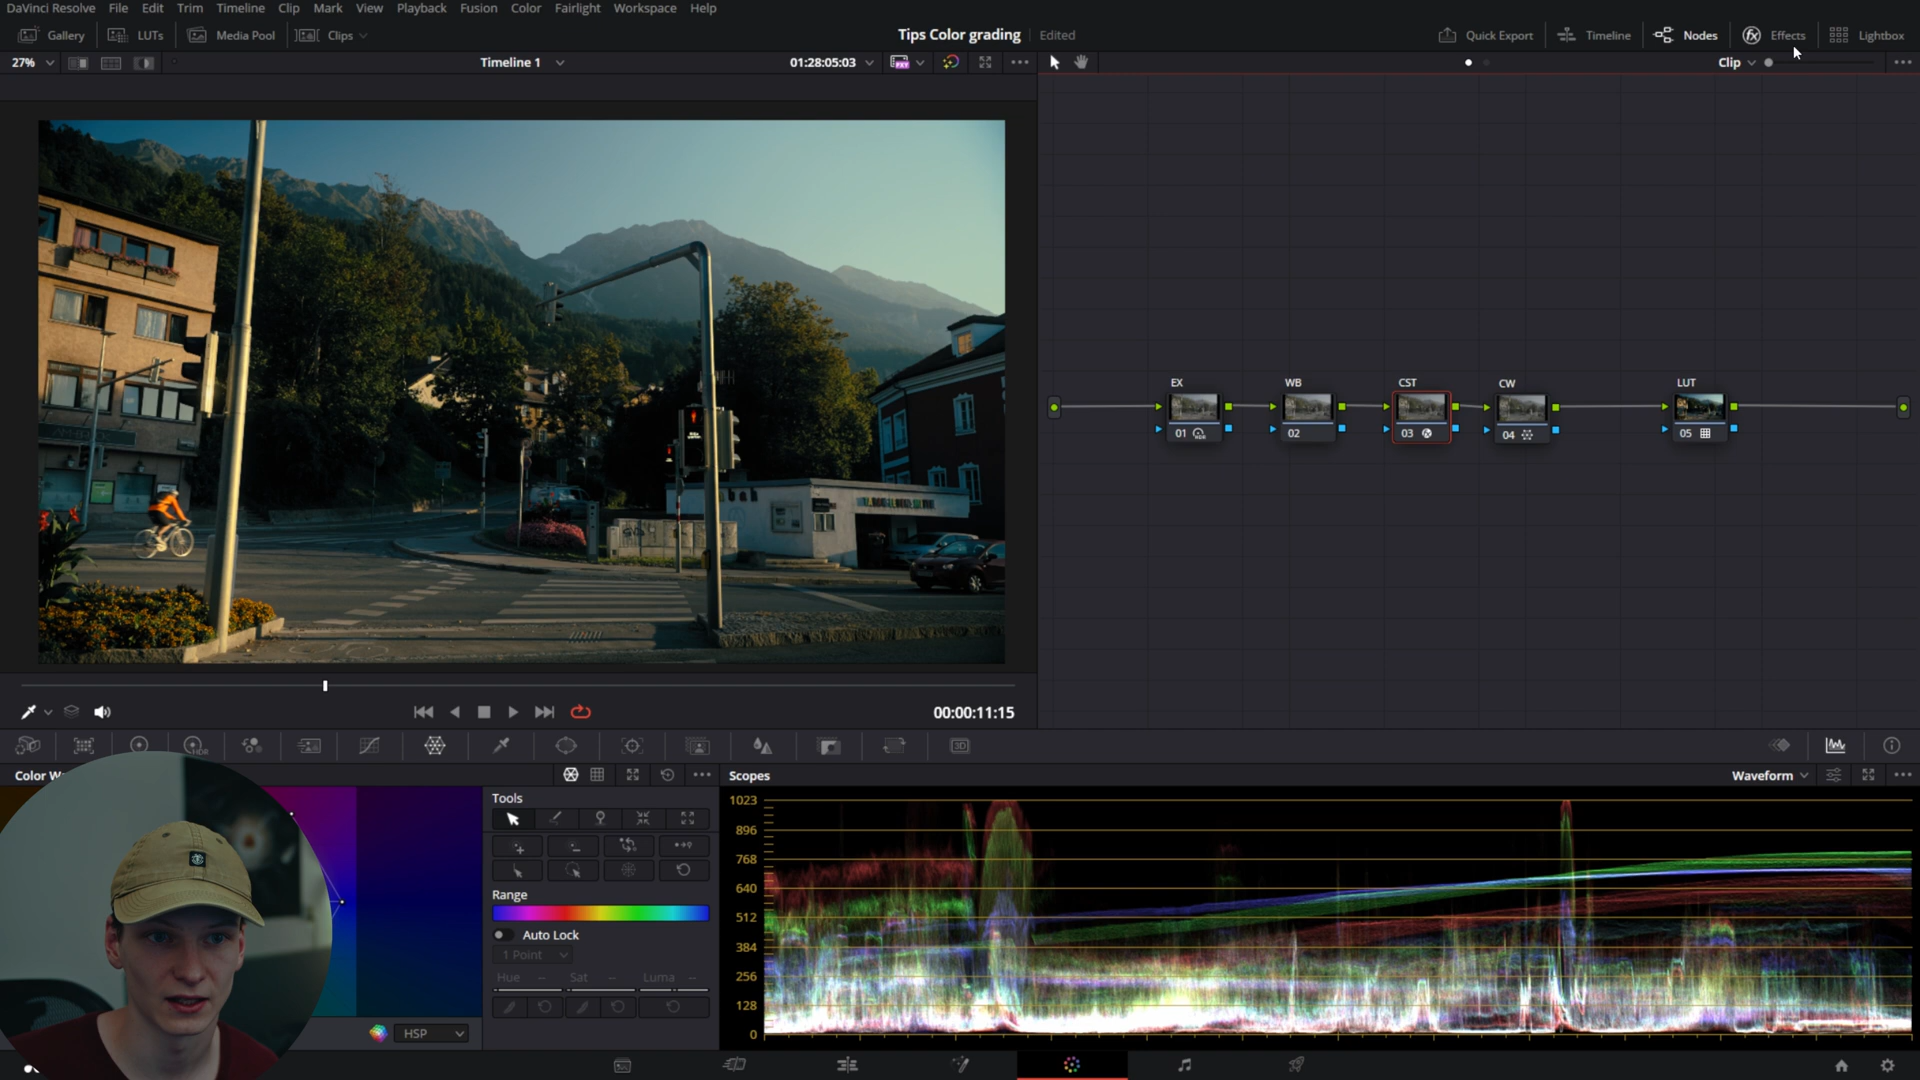 DaVinci Resolve File Edit Trim Timeline Clip Mark View Playback Fusion Color Fairlight Workspace Help
Gallery LUTs Media Pool Clips Tips Color grading Edited Quick Export Timeline Nodes Effects Lightbox
27% Timeline 1 01:28:05:03 Clip
EX WB CST CW LUT
01 02 03 04 05
00:00:11:15
Color W
Tools
Range
Auto Lock
1 Point
Hue -- Sat -- Luma --
HSP
Scopes Waveform
1023
896
768
640
512
384
256
128
0